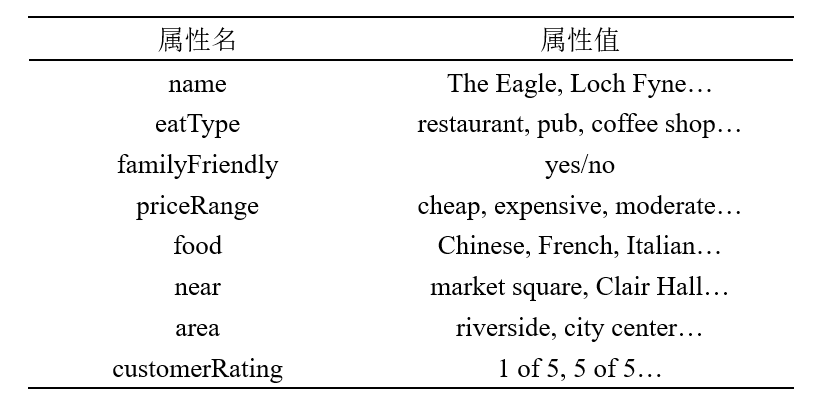 属性名 属性值
name The Eagle, Loch Fyne…
eatType restaurant, pub, coffee shop…
familyFriendly yes/no
priceRange cheap, expensive, moderate…
food Chinese, French, Italian…
near market square, Clair Hall…
area riverside, city center…
customerRating 1 of 5, 5 of 5…